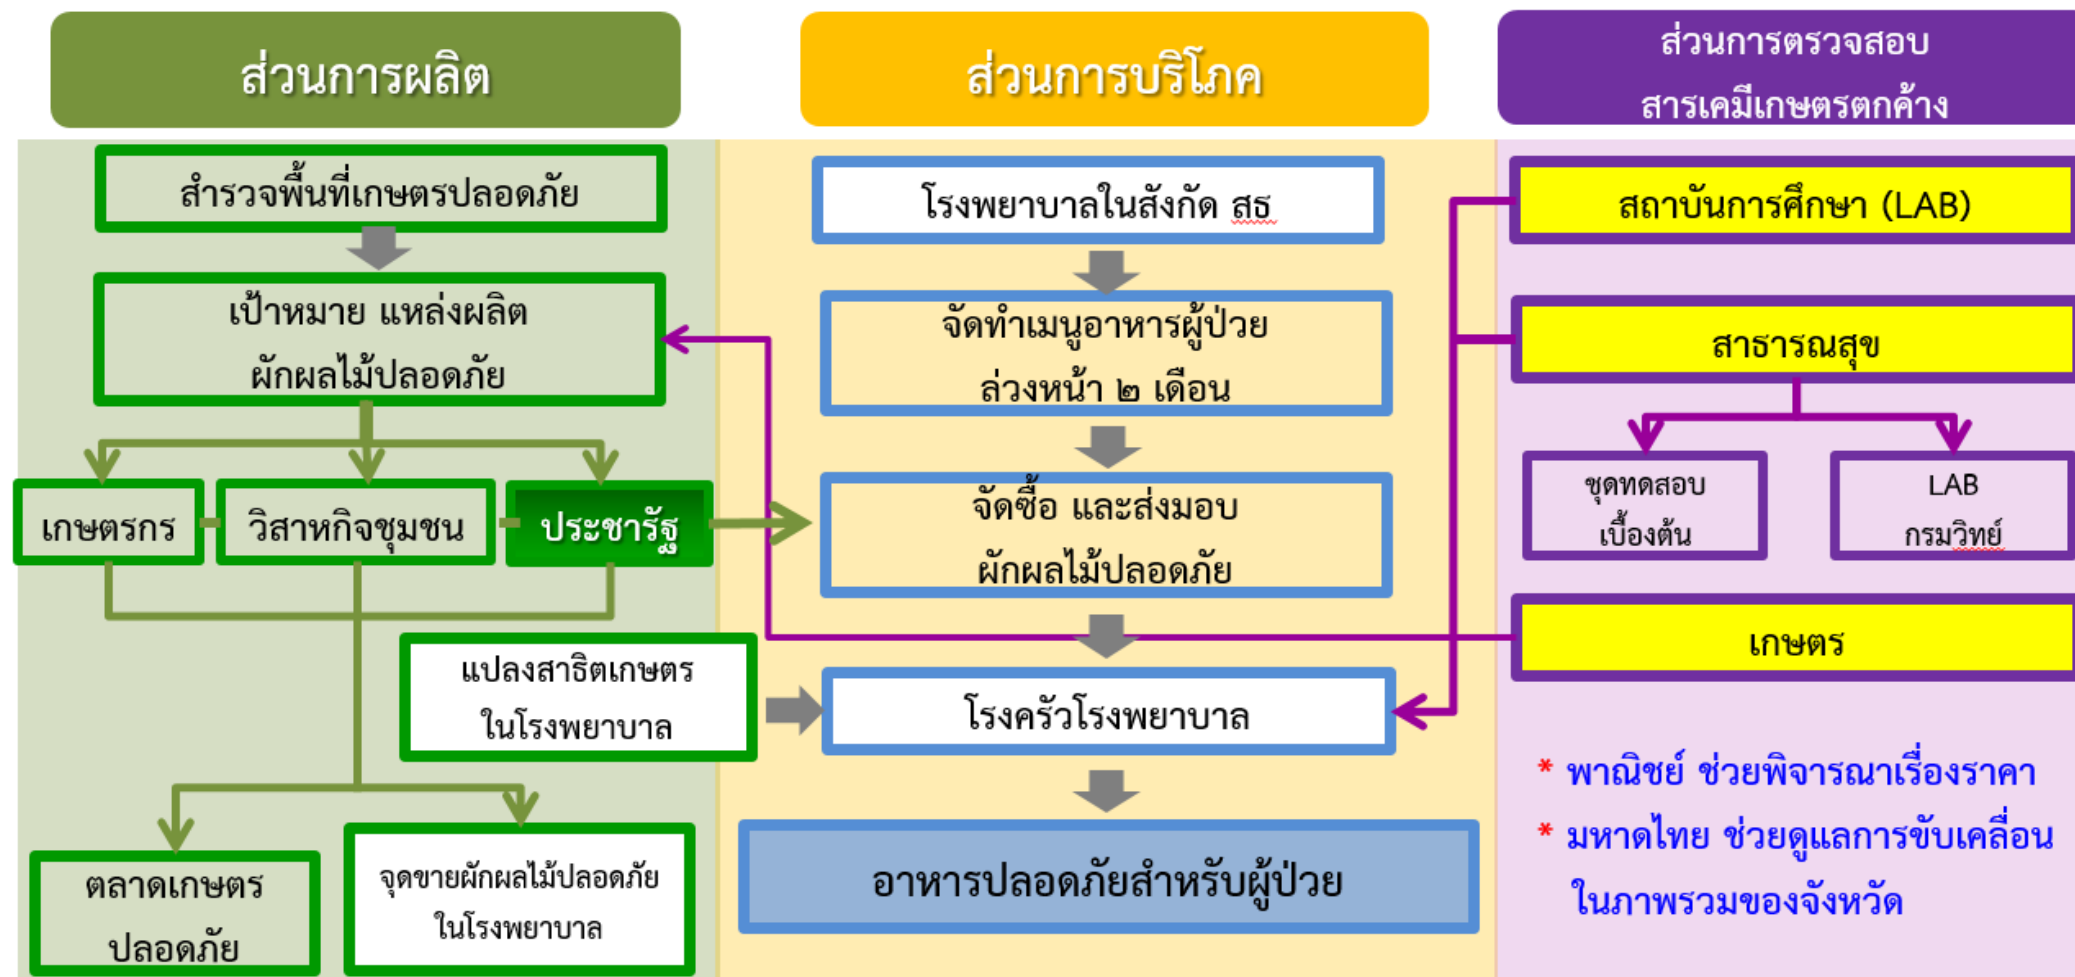 ส่วนการผลิต
สำรวจพื้นที่เกษตรปลอดภัย
เป้าหมาย แหล่งผลิต
ผักผลไม้ปลอดภัย
เกษตรกร
วิสาหกิจชุมชน
ประชารัฐ
แปลงสาธิตเกษตร
ในโรงพยาบาล
ตลาดเกษตร
ปลอดภัย
จุดขายผักผลไม้ปลอดภัย
ในโรงพยาบาล
ส่วนการบริโภค
โรงพยาบาลในสังกัด สธ
จัดทำเมนูอาหารผู้ป่วย
ล่วงหน้า ๒ เดือน
จัดซื้อ และส่งมอบ
ผักผลไม้ปลอดภัย
โรงครัวโรงพยาบาล
อาหารปลอดภัยสำหรับผู้ป่วย
ส่วนการตรวจสอบ
สารเคมีเกษตรตกค้าง
สถาบันการศึกษา (LAB)
สาธารณสุข
ชุดทดสอบ
เบื้องต้น
LAB
กรมวิทย์
เกษตร
* พาณิชย์ ช่วยพิจารณาเรื่องราคา
* มหาดไทย ช่วยดูแลการขับเคลื่อน
ในภาพรวมของจังหวัด